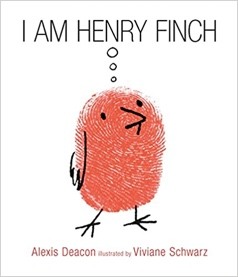 I AM HENRY FINCH
Alexis Deacon illustrated by Viviane Schwarz